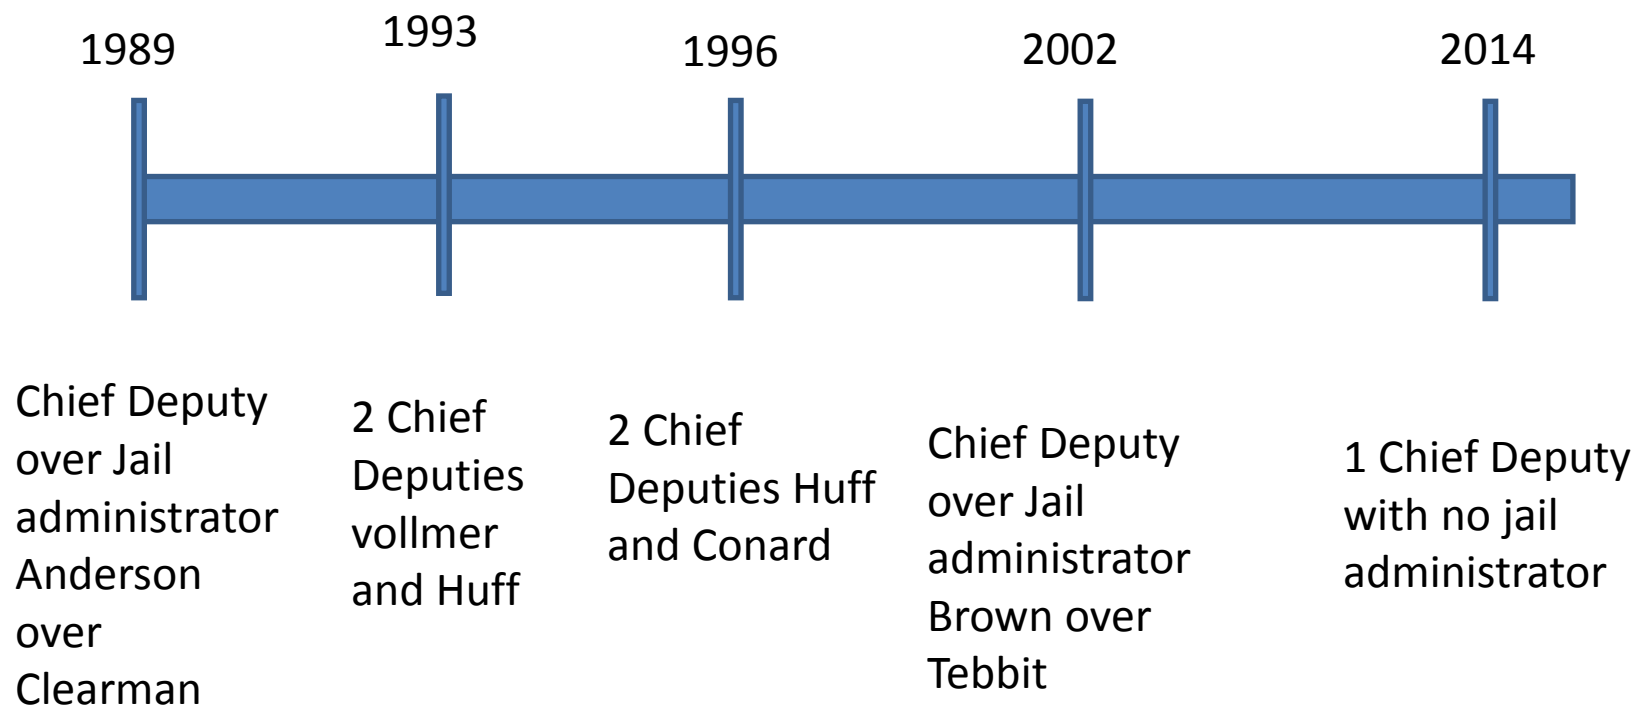 1989
1993
1996
2002
2014
Chief Deputy
over Jail
administrator
Anderson
over
Clearman
2 Chief
Deputies
vollmer
and Huff
2 Chief
Deputies Huff
and Conard
Chief Deputy
over Jail
administrator
Brown over
Tebbit
1 Chief Deputy
with no jail
administrator